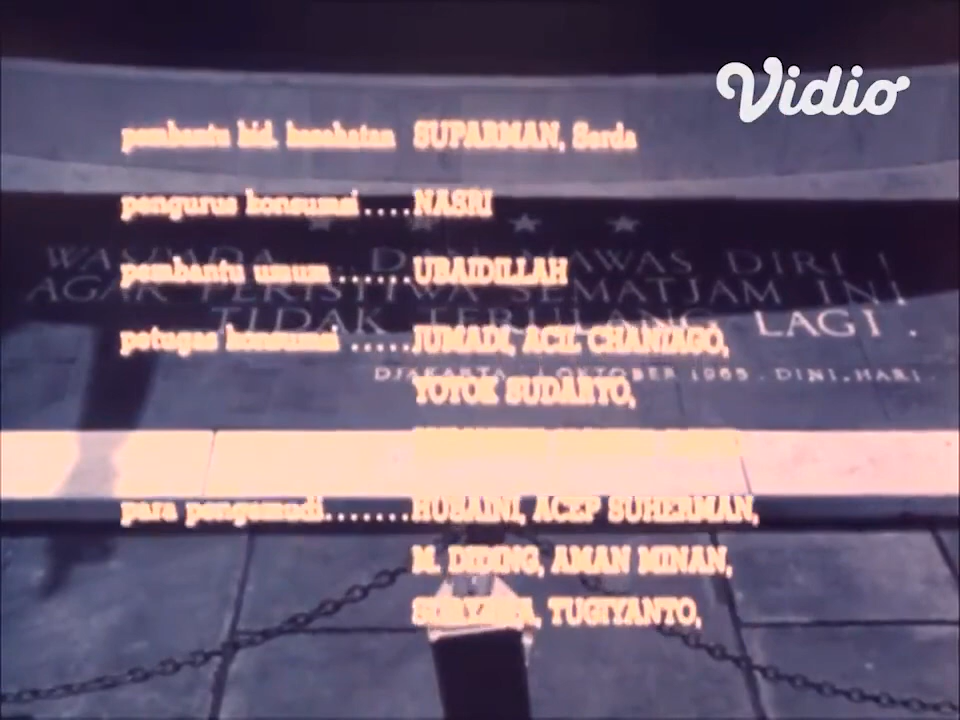 Vidio
pembantu bid. kesehatan SUPARMAN, Serda
pengurus konsumsi....NASRI
pembantu umum......UBAIDILLAH
petugas konsumsi.....JUMADI, ACIL CHANIAGO,
YOYOK SUDARYO,
para pengemudi.......HUSAINI, ACEP SUHERMAN,
M. DIDING, AMAN MINAN,
TUGIYANTO,
WASPADA DAN MAWAS DIRI !
AGAR PERISTIWA SEMATJAM INI
TIDAK TERULANG LAGI .
DJAKARTA . 1 OKTOBER 1965 . DINI.HARI.